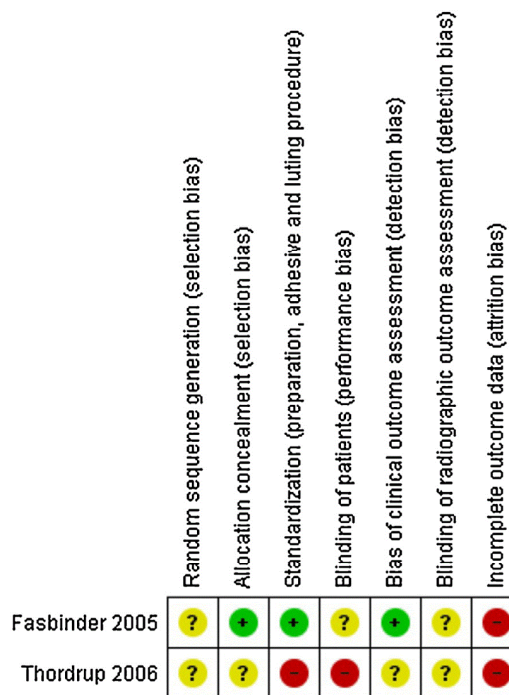 Random sequence generation (selection bias)
Allocation concealment (selection bias)
Standardization (preparation, adhesive and luting procedure)
Blinding of patients (performance bias)
Bias of clinical outcome assessment (detection bias)
Blinding of radiographic outcome assessment (detection bias)
Incomplete outcome data (attrition bias)
Fasbinder 2005 ? + + ? + ? -
Thordrup 2006 ? ? - - ? ? -